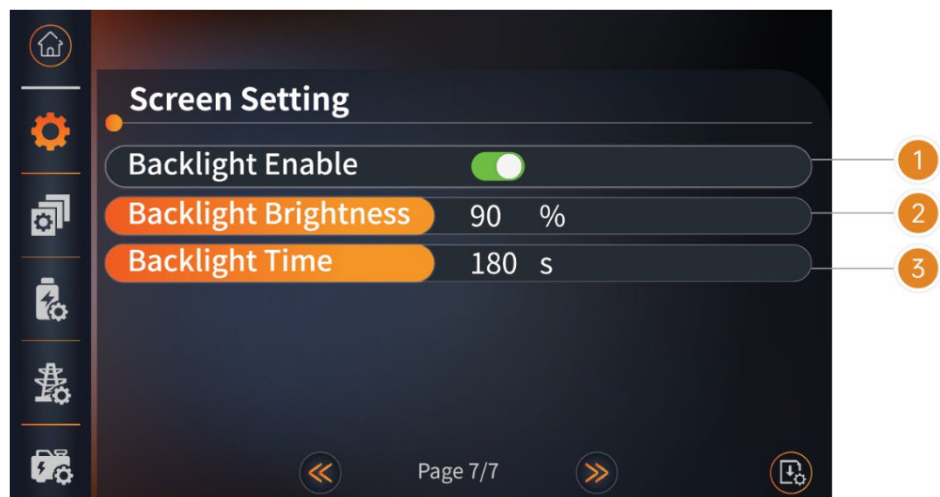 Screen Setting
Backlight Enable 1
Backlight Brightness 90 % 2
Backlight Time 180 s 3
Page 7/7